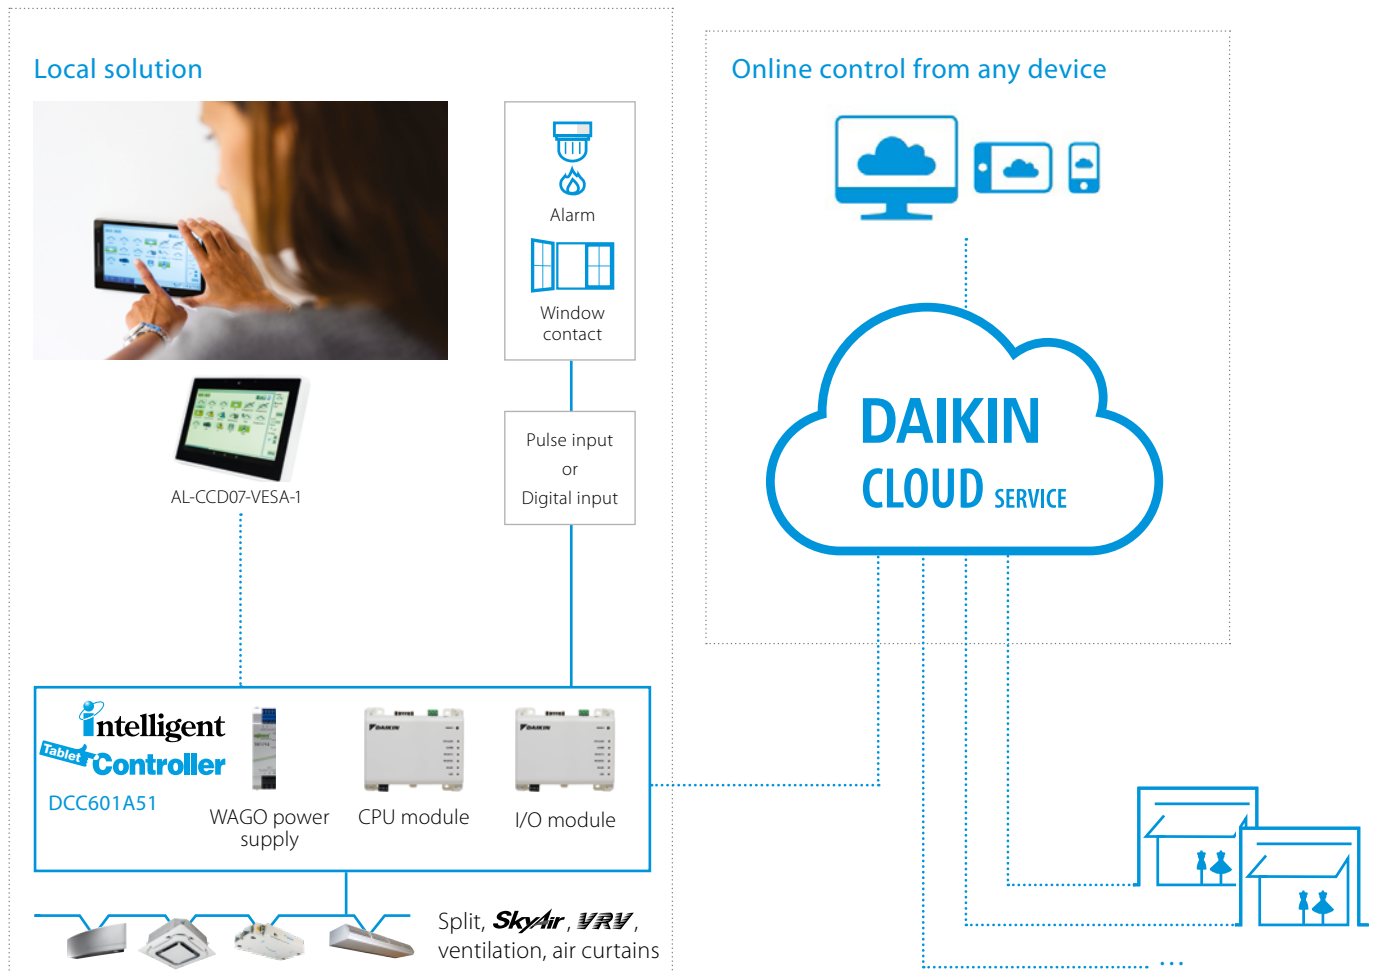 Local solution
Alarm
Window
contact
Pulse input
or
Digital input
AL-CCD07-VESA-1
intelligent
Tablet
Controller
DCC601A51
WAGO power
supply
DAIKIN
CPU module
DAIKIN
I/O module
Split, SkyAir, VRV,
ventilation, air curtains
Online control from any device
DAIKIN
CLOUD SERVICE
...